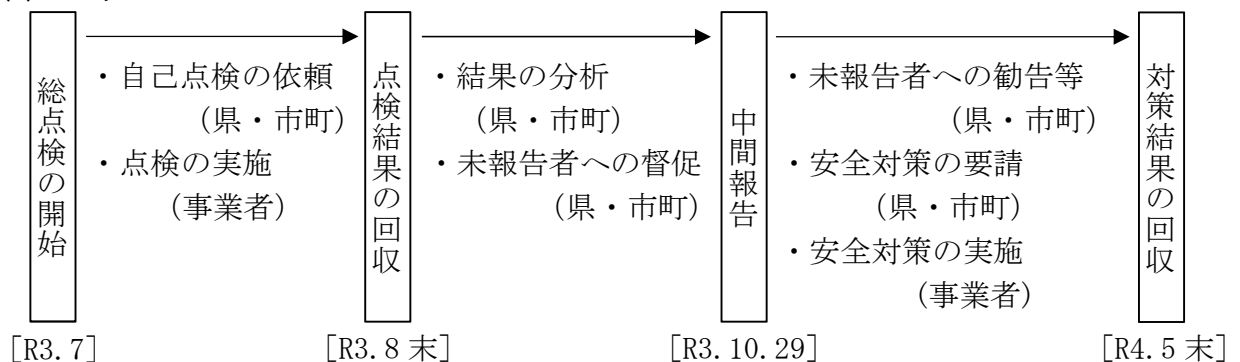 総点検の開始
・自己点検の依頼
（県・市町）
・点検の実施
（事業者）
点検結果の回収
・結果の分析
（県・市町）
・未報告者への督促
（県・市町）
中間報告
・未報告者への勧告等
（県・市町）
・安全対策の要請
（県・市町）
・安全対策の実施
（事業者）
対策結果の回収
[R3.7]
[R3.8 末]
[R3.10.29]
[R4.5 末]